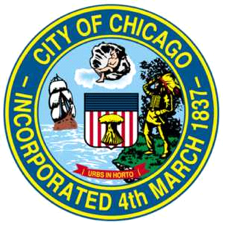 CITY OF CHICAGO
INCORPORATED 4th MARCH 1837
URBS IN HORTO